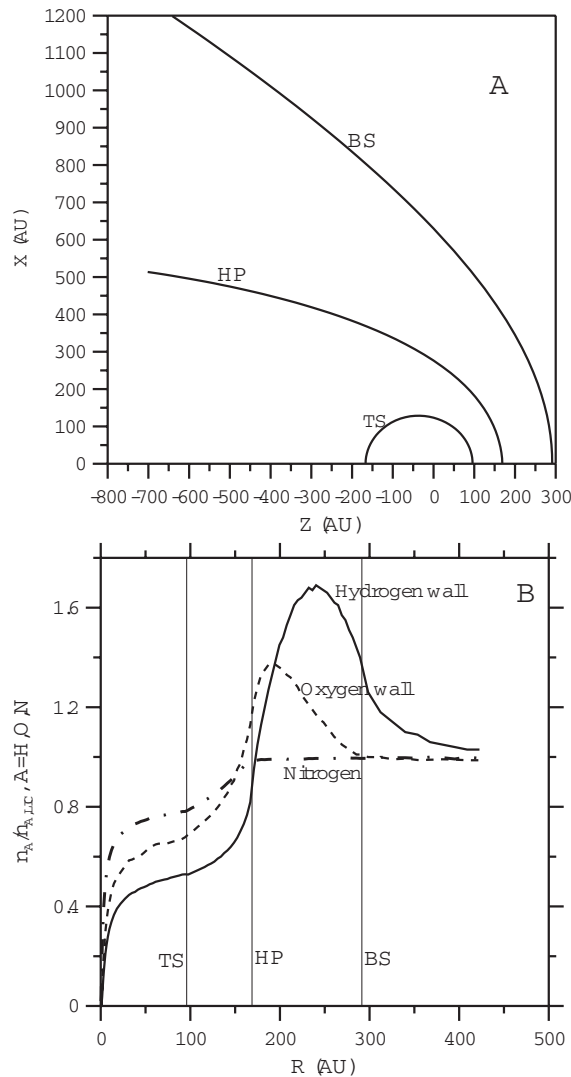 1200
1100
1000
900
800
700
600
500
400
300
200
100
0
X (AU)
A
BS
HP
TS
-800 -700 -600 -500 -400 -300 -200 -100 0 100 200 300
Z (AU)
1.6
1.2
0.8
0.4
0
n_A/n_A,LIC, A=H,O,N
B
Hydrogen wall
Oxygen wall
Nitrogen
TS
HP
BS
0 100 200 300 400 500
R (AU)